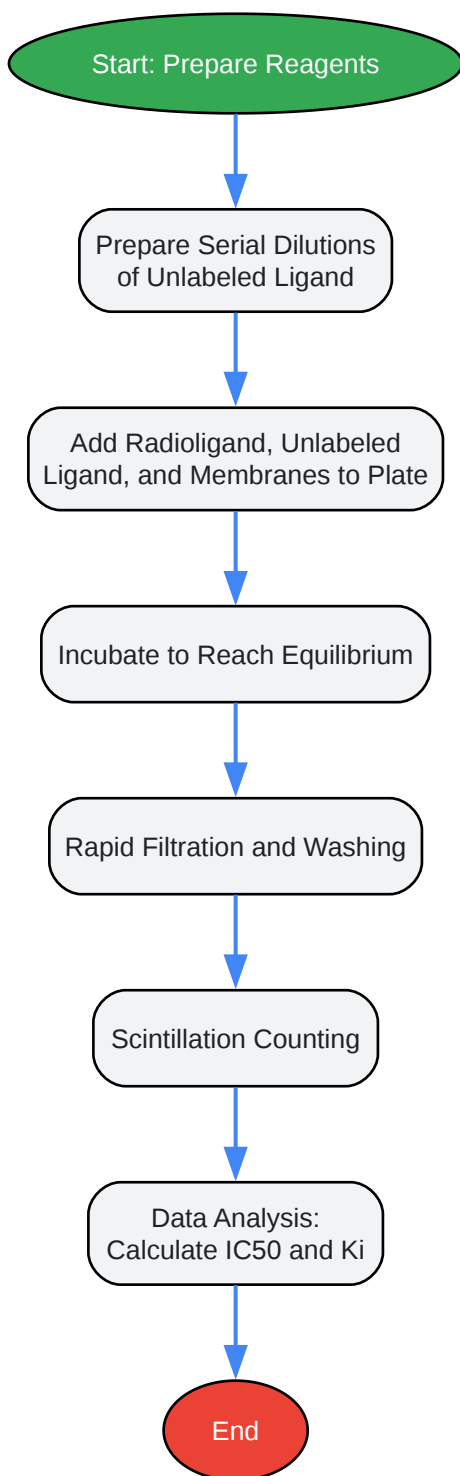 Start: Prepare Reagents
Prepare Serial Dilutions
of Unlabeled Ligand
Add Radioligand, Unlabeled
Ligand, and Membranes to Plate
Incubate to Reach Equilibrium
Rapid Filtration and Washing
Scintillation Counting
Data Analysis:
Calculate IC50 and Ki
End